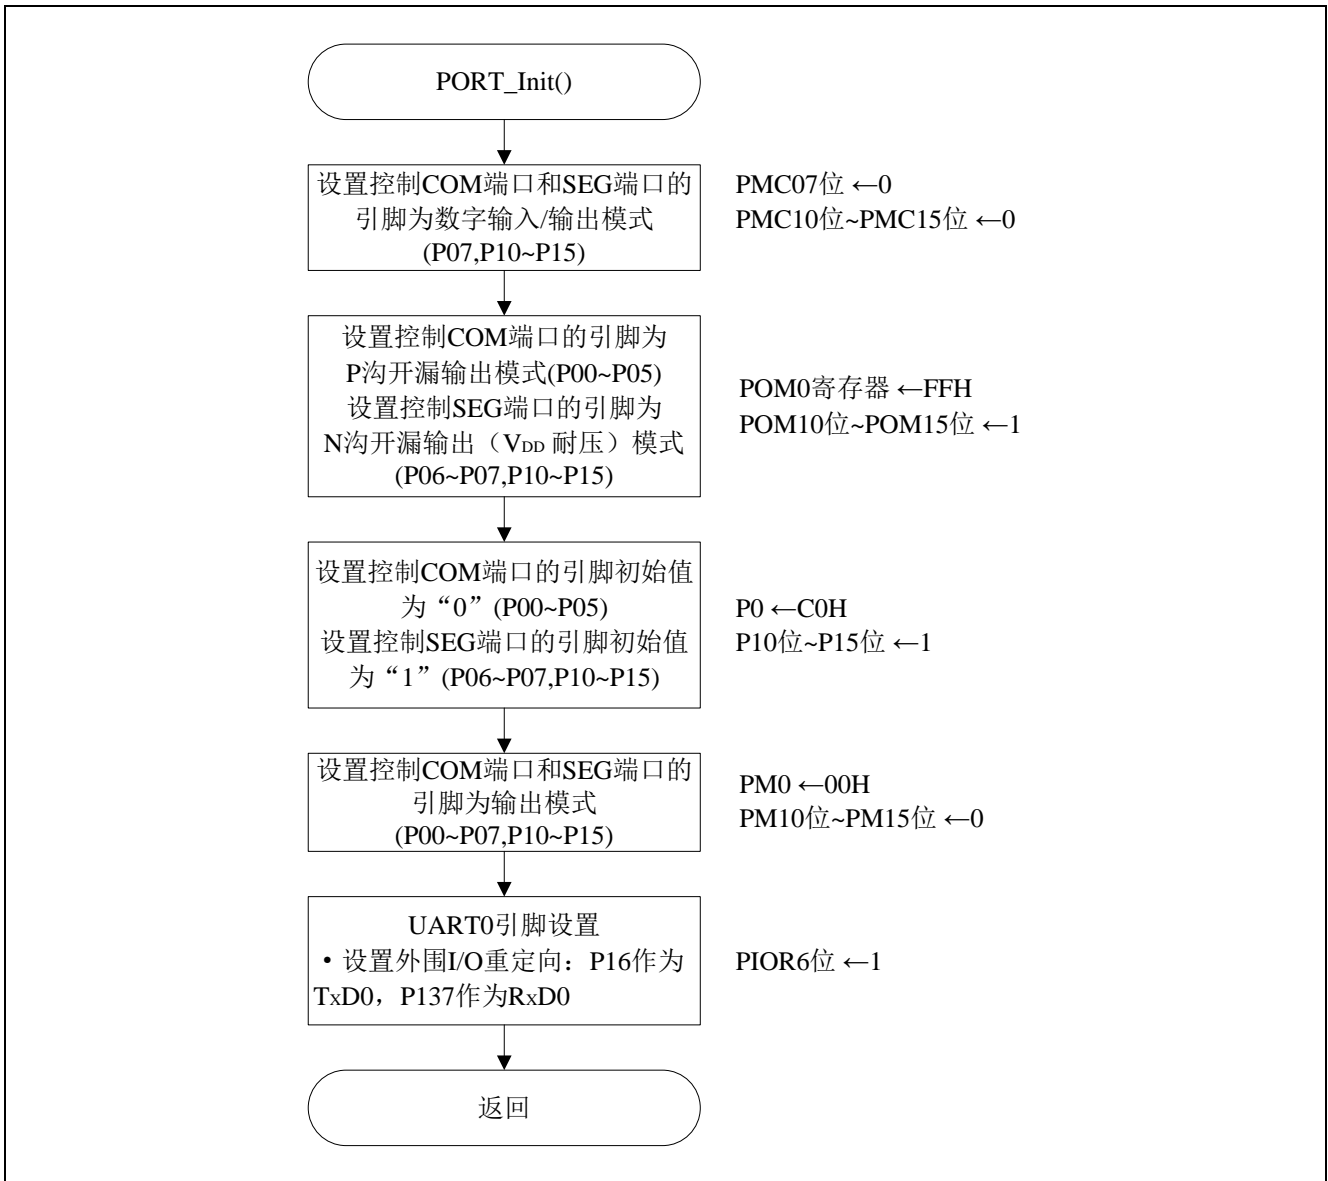 PORT_Init()
设置控制COM端口和SEG端口的
引脚为数字输入/输出模式
(P07,P10~P15)
PMC07位 ←0
PMC10位~PMC15位 ←0
设置控制COM端口的引脚为
P沟开漏输出模式(P00~P05)
设置控制SEG端口的引脚为
N沟开漏输出（VDD 耐压）模式
(P06~P07,P10~P15)
POM0寄存器 ←FFH
POM10位~POM15位 ←1
设置控制COM端口的引脚初始值
为“0” (P00~P05)
设置控制SEG端口的引脚初始值
为“1” (P06~P07,P10~P15)
P0 ←C0H
P10位~P15位 ←1
设置控制COM端口和SEG端口的
引脚为输出模式
(P00~P07,P10~P15)
PM0 ←00H
PM10位~PM15位 ←0
UART0引脚设置
•设置外围I/O重定向：P16作为
TxD0，P137作为RxD0
PIOR6位 ←1
返回